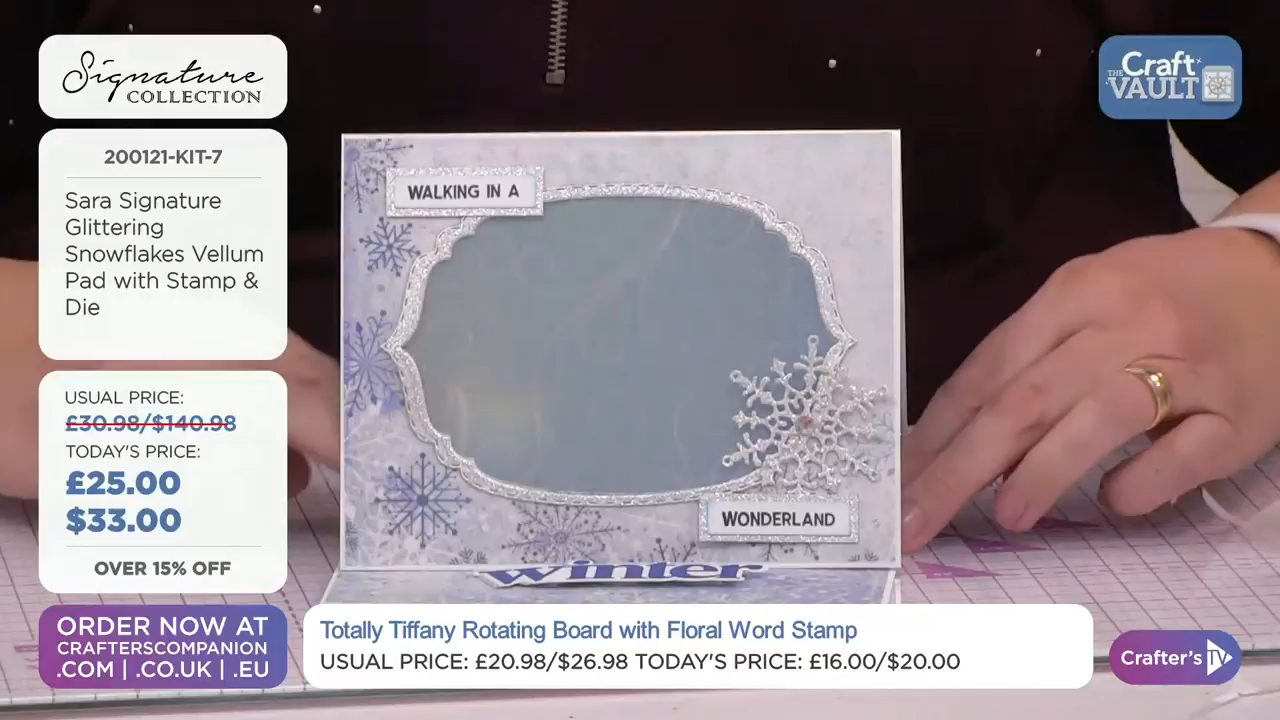 Signature
COLLECTION
200121-KIT-7
Sara Signature
Glittering
Snowflakes Vellum
Pad with Stamp &
Die
USUAL PRICE:
£30.98/$140.98
TODAY'S PRICE:
£25.00
$33.00
OVER 15% OFF
ORDER NOW AT
CRAFTERSCOMPANION
.COM | .CO.UK | .EU
THE Craft
VAULT
WALKING IN A
WONDERLAND
winter
Totally Tiffany Rotating Board with Floral Word Stamp
USUAL PRICE: £20.98/$26.98 TODAY'S PRICE: £16.00/$20.00
Crafter's TV